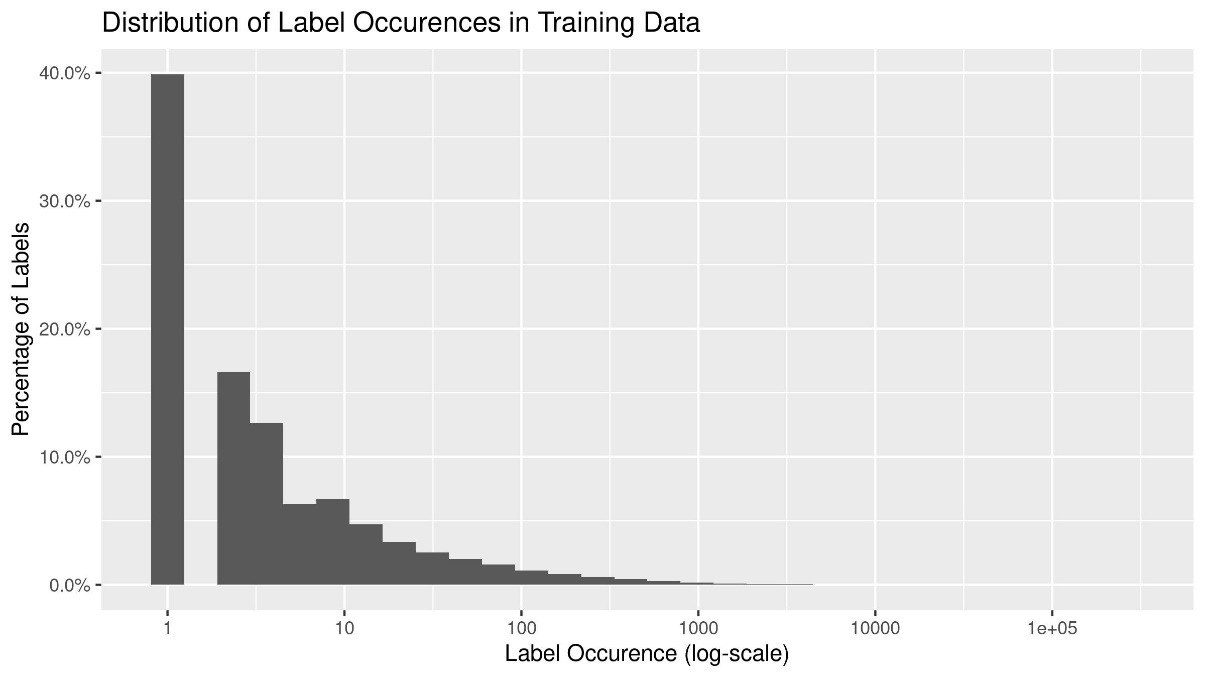 Distribution of Label Occurences in Training Data
40.0%
30.0%
20.0%
10.0%
0.0%
Percentage of Labels
1 10 100 1000 10000 1e+05
Label Occurence (log-scale)